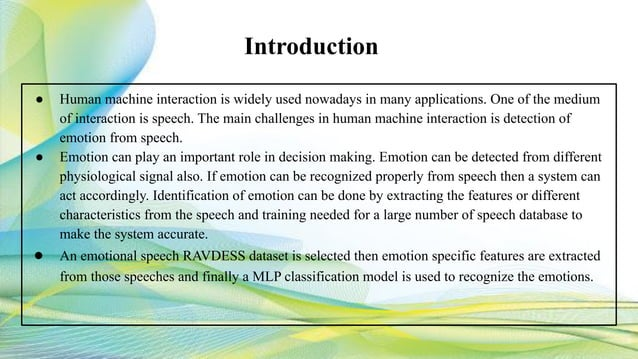 Introduction
● Human machine interaction is widely used nowadays in many applications. One of the medium
of interaction is speech. The main challenges in human machine interaction is detection of
emotion from speech.
● Emotion can play an important role in decision making. Emotion can be detected from different
physiological signal also. If emotion can be recognized properly from speech then a system can
act accordingly. Identification of emotion can be done by extracting the features or different
characteristics from the speech and training needed for a large number of speech database to
make the system accurate.
● An emotional speech RAVDESS dataset is selected then emotion specific features are extracted
from those speeches and finally a MLP classification model is used to recognize the emotions.